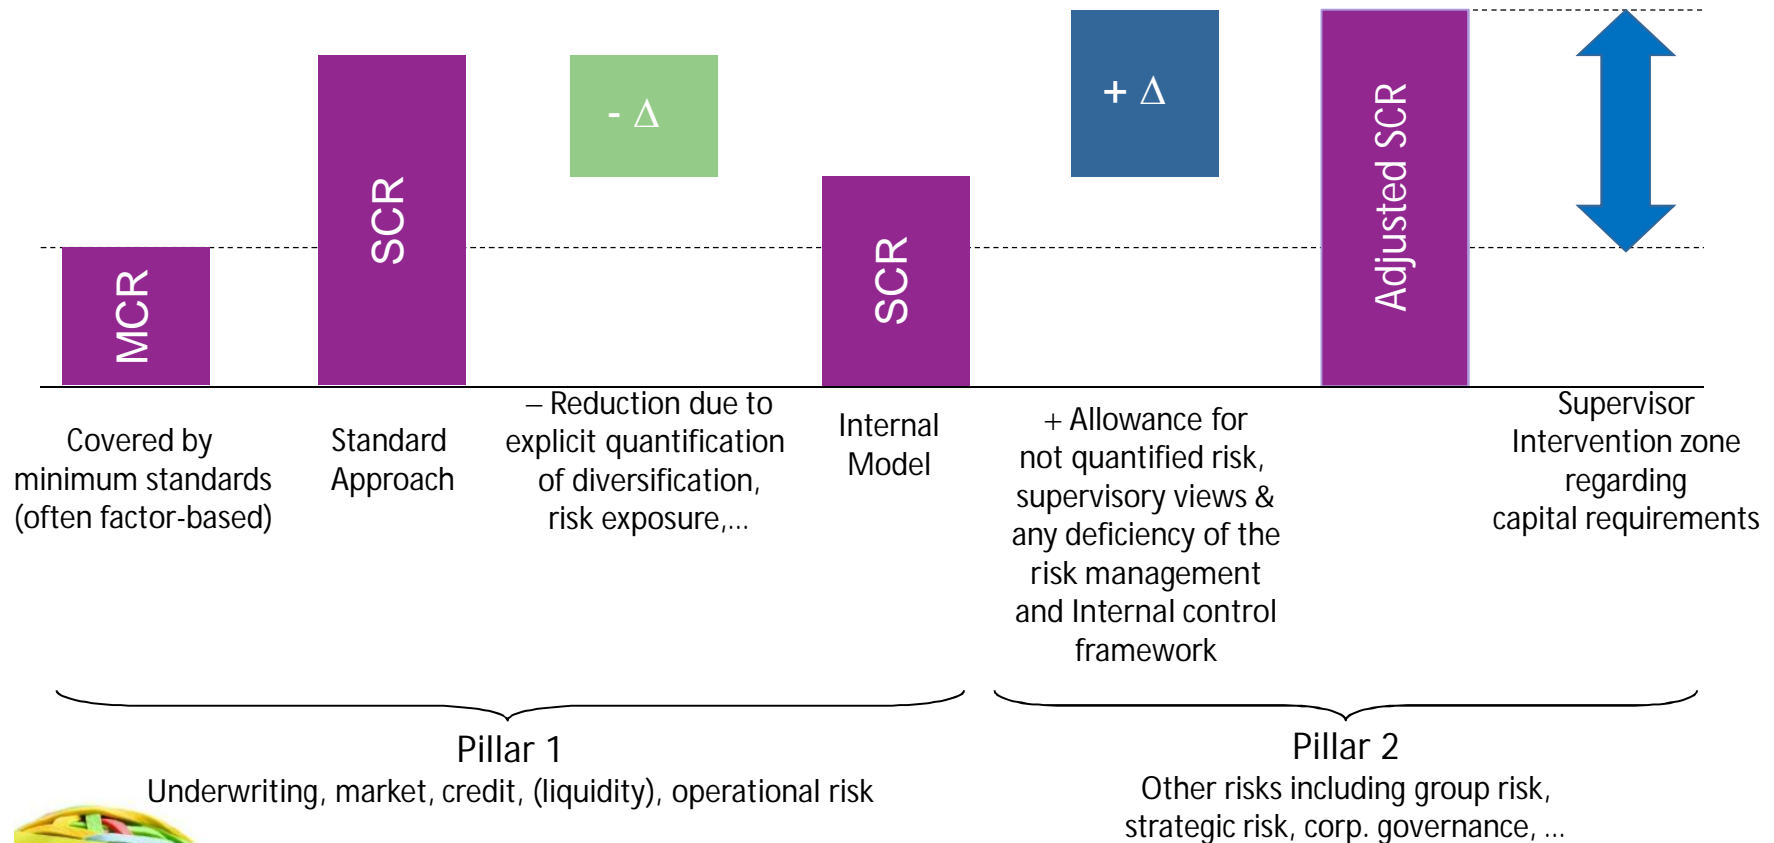 MCR
SCR
- Δ
SCR
+ Δ
Adjusted SCR
Covered by
minimum standards
(often factor-based)
Standard
Approach
– Reduction due to
explicit quantification
of diversification,
risk exposure,...
Internal
Model
+ Allowance for
not quantified risk,
supervisory views &
any deficiency of the
risk management
and Internal control
framework
Supervisor
Intervention zone
regarding
capital requirements
Pillar 1
Underwriting, market, credit, (liquidity), operational risk
Pillar 2
Other risks including group risk,
strategic risk, corp. governance, ...